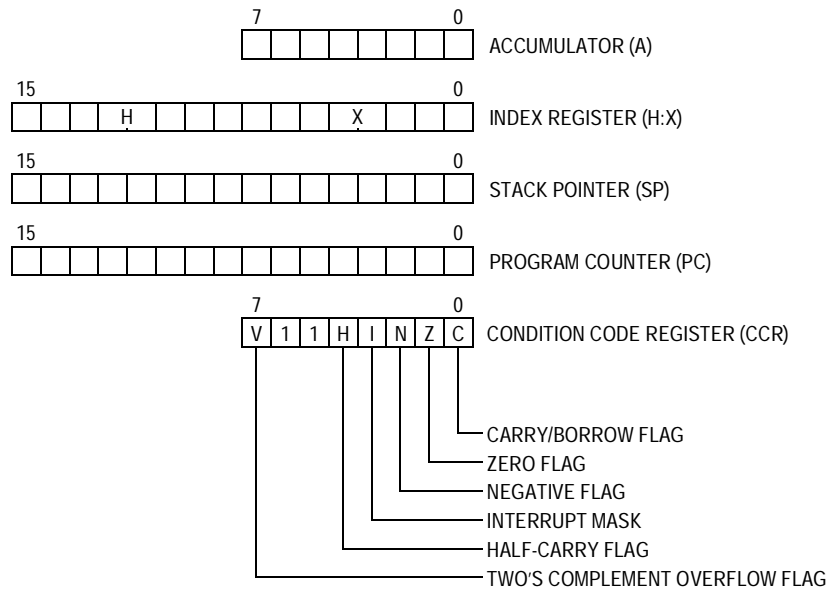 7 0
ACCUMULATOR (A)
15 0
H X
INDEX REGISTER (H:X)
15 0
STACK POINTER (SP)
15 0
PROGRAM COUNTER (PC)
7 0
V 1 1 H I N Z C
CONDITION CODE REGISTER (CCR)
CARRY/BORROW FLAG
ZERO FLAG
NEGATIVE FLAG
INTERRUPT MASK
HALF-CARRY FLAG
TWO'S COMPLEMENT OVERFLOW FLAG